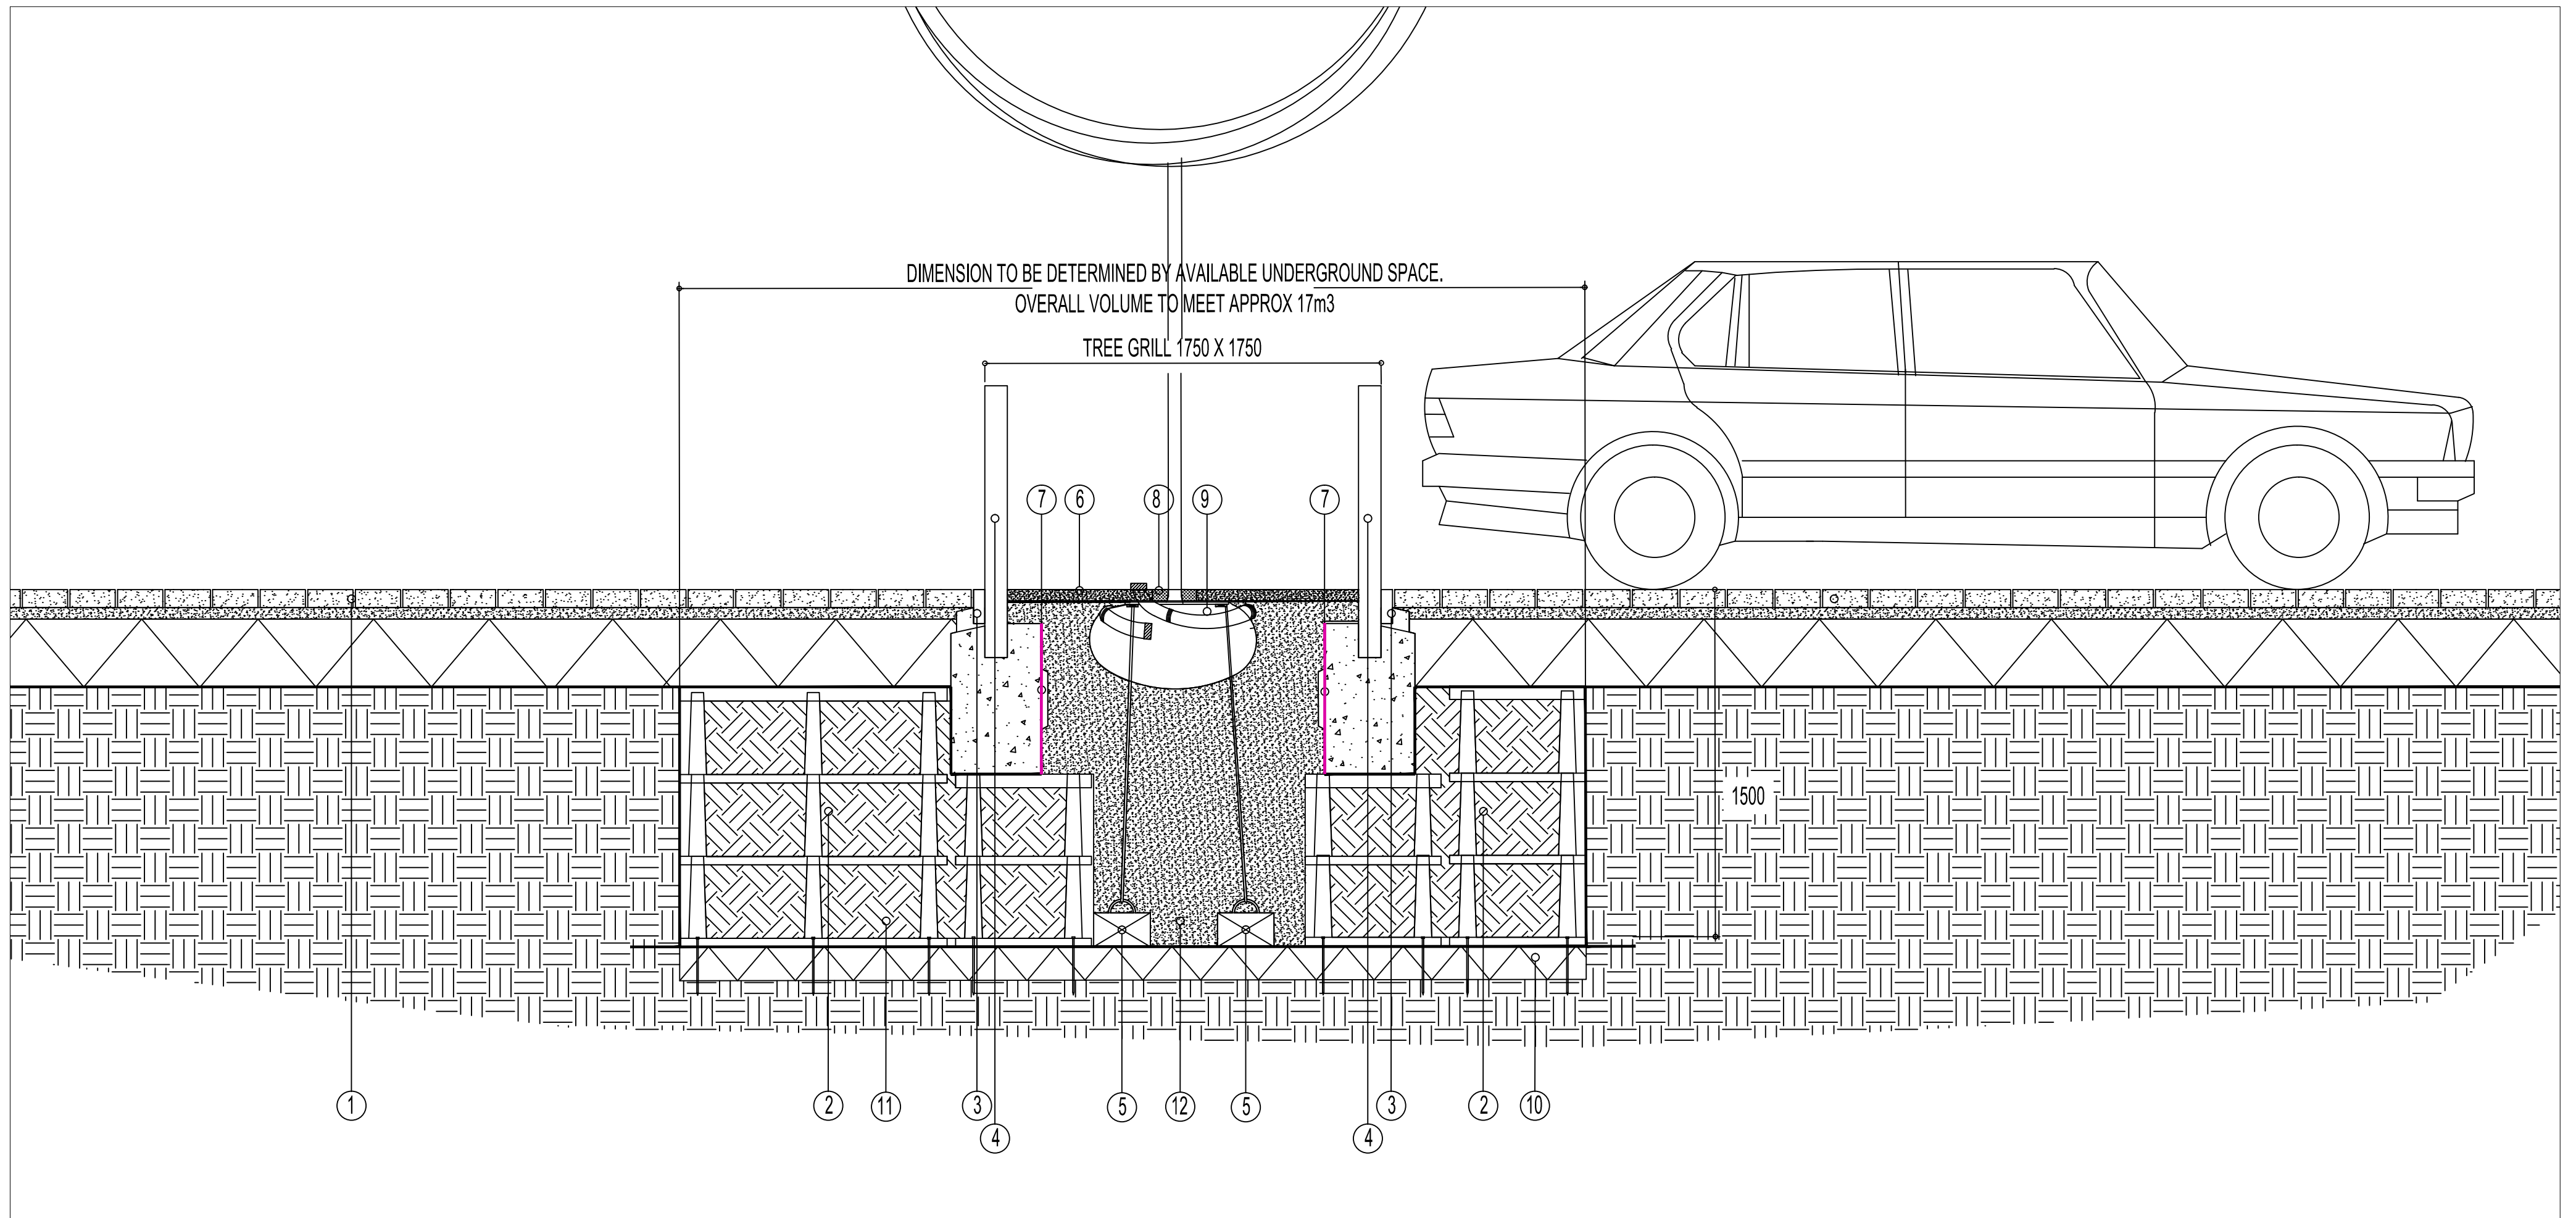 DIMENSION TO BE DETERMINED BY AVAILABLE UNDERGROUND SPACE.
OVERALL VOLUME TO MEET APPROX 17m3
TREE GRILL 1750 X 1750
7 6 8 9 7
1500
1 2 11 3 5 12 5 3 2 10
4 4